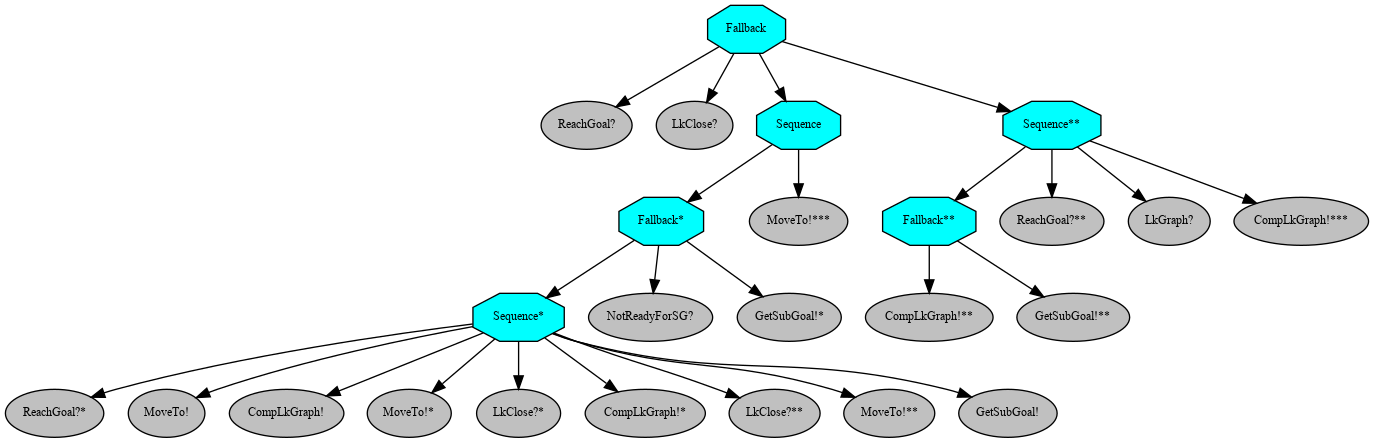 Fallback
ReachGoal?
LkClose?
Sequence
Sequence**
Fallback*
MoveTo!***
Fallback**
ReachGoal?**
LkGraph?
CompLkGraph!***
Sequence*
NotReadyForSG?
GetSubGoal!*
CompLkGraph!**
GetSubGoal!**
ReachGoal?*
MoveTo!
CompLkGraph!
MoveTo!*
LkClose?*
CompLkGraph!*
LkClose?**
MoveTo!**
GetSubGoal!